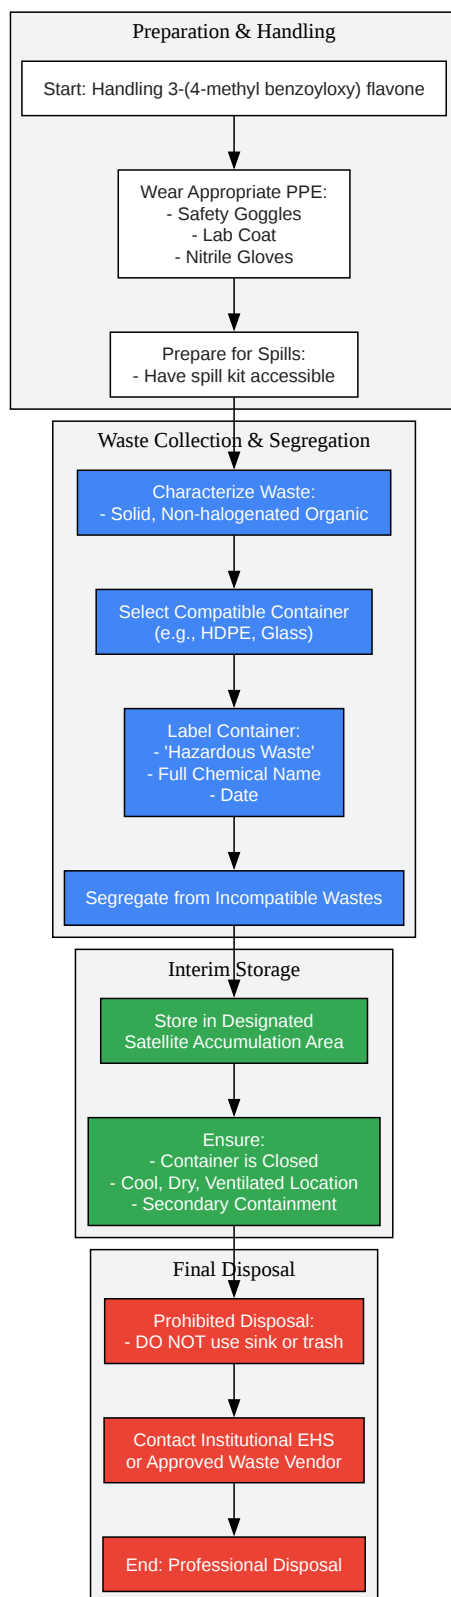 Preparation & Handling
Start: Handling 3-(4-methyl benzoyloxy) flavone
Wear Appropriate PPE:
- Safety Goggles
- Lab Coat
- Nitrile Gloves
Prepare for Spills:
- Have spill kit accessible
Waste Collection & Segregation
Characterize Waste:
- Solid, Non-halogenated Organic
Select Compatible Container
(e.g., HDPE, Glass)
Label Container:
- 'Hazardous Waste'
- Full Chemical Name
- Date
Segregate from Incompatible Wastes
Interim Storage
Store in Designated
Satellite Accumulation Area
Ensure:
- Container is Closed
- Cool, Dry, Ventilated Location
- Secondary Containment
Final Disposal
Prohibited Disposal:
- DO NOT use sink or trash
Contact Institutional EHS
or Approved Waste Vendor
End: Professional Disposal